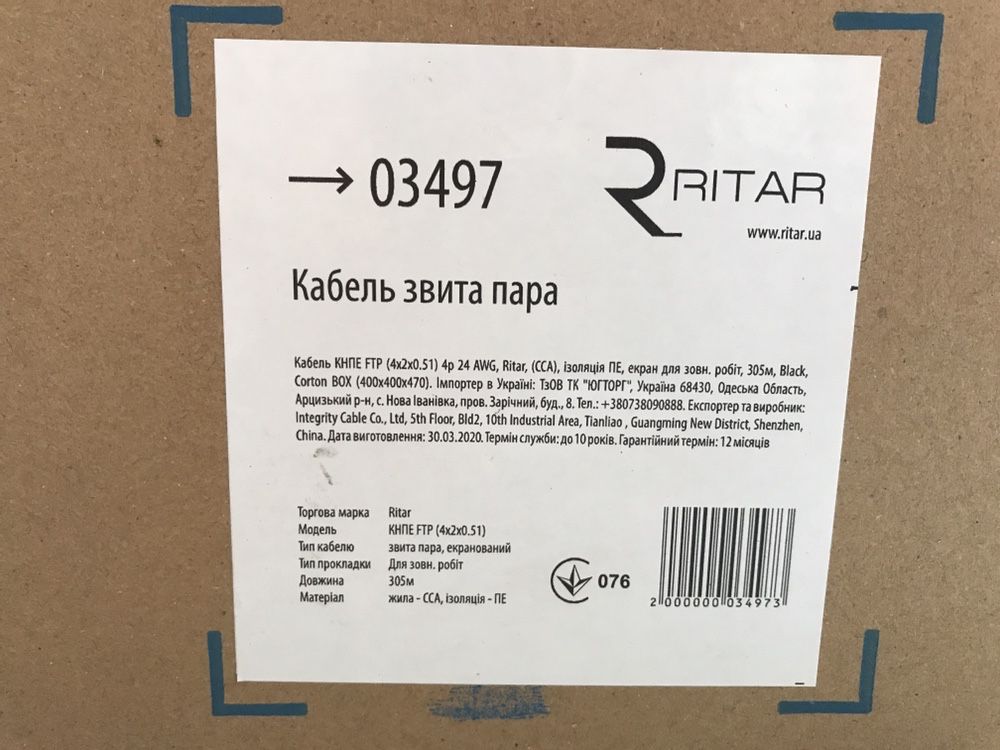 → 03497
RITAR
www.ritar.ua
Кабель звита пара
Кабель КНПЕ FTP (4x2x0.51) 4p 24 AWG, Ritar, (CCA), ізоляція ПЕ, екран для зовн. робіт, 305м, Black,
Corton BOX (400x400x470). Імпортер в Україні: ТзОВ ТК "ЮГТОРГ", Україна 68430, Одеська Область,
Арцизький р-н, с. Нова Іванівка, пров. Зарічний, буд., 8. Тел.: +380738090888. Експортер та виробник:
Integrity Cable Co., Ltd, 5th Floor, Bld2, 10th Industrial Area, Tianliao , Guangming New District, Shenzhen,
China. Дата виготовлення: 30.03.2020. Термін служби: до 10 років. Гарантійний термін: 12 місяців
Торгова марка Ritar
Модель КНПЕ FTP (4x2x0.51)
Тип кабелю звита пара, екранований
Тип прокладки Для зовн. робіт
Довжина 305м
Матеріал жила - CCA, ізоляція - ПЕ
076
2 000000 034973